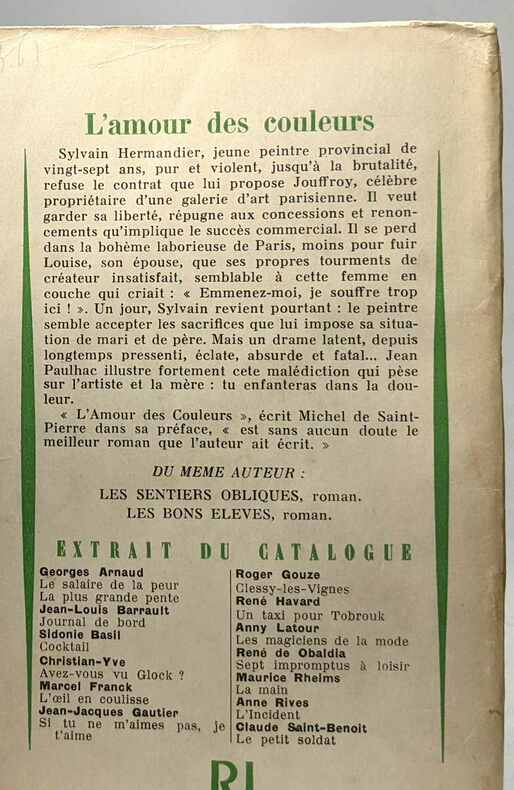 L'amour des couleurs
Sylvain Hermandier, jeune peintre provincial de
vingt-sept ans, pur et violent, jusqu'à la brutalité,
refuse le contrat que lui propose Jouffroy, célèbre
propriétaire d'une galerie d'art parisienne. Il veut
garder sa liberté, répugne aux concessions et renon-
cements qu'implique le succès commercial. Il se perd
dans la bohème laborieuse de Paris, moins pour fuir
Louise, son épouse, que ses propres tourments de
créateur insatisfait, semblable à cette femme en
couche qui criait : « Emmenez-moi, je souffre trop
ici ! ». Un jour, Sylvain revient pourtant : le peintre
semble accepter les sacrifices que lui impose sa situa-
tion de mari et de père. Mais un drame latent, depuis
longtemps pressenti, éclate, absurde et fatal... Jean
Paulhac illustre fortement cete malédiction qui pèse
sur l'artiste et la mère : tu enfanteras dans la dou-
leur.
« L'Amour des Couleurs », écrit Michel de Saint-
Pierre dans sa préface, « est sans aucun doute le
meilleur roman que l'auteur ait écrit. »
DU MEME AUTEUR :
LES SENTIERS OBLIQUES, roman.
LES BONS ELEVES, roman.
EXTRAIT DU CATALOGUE
Georges Arnaud
Le salaire de la peur
La plus grande pente
Jean-Louis Barrault
Journal de bord
Sidonie Basil
Cocktail
Christian-Yve
Avez-vous vu Glock ?
Marcel Franck
L'œil en coulisse
Jean-Jacques Gautier
Si tu ne m'aimes pas, je
t'aime
Roger Gouze
Clessy-les-Vignes
René Havard
Un taxi pour Tobrouk
Anny Latour
Les magiciens de la mode
René de Obaldia
Sept impromptus à loisir
Maurice Rheims
La main
Anne Rives
L'Incident
Claude Saint-Benoit
Le petit soldat